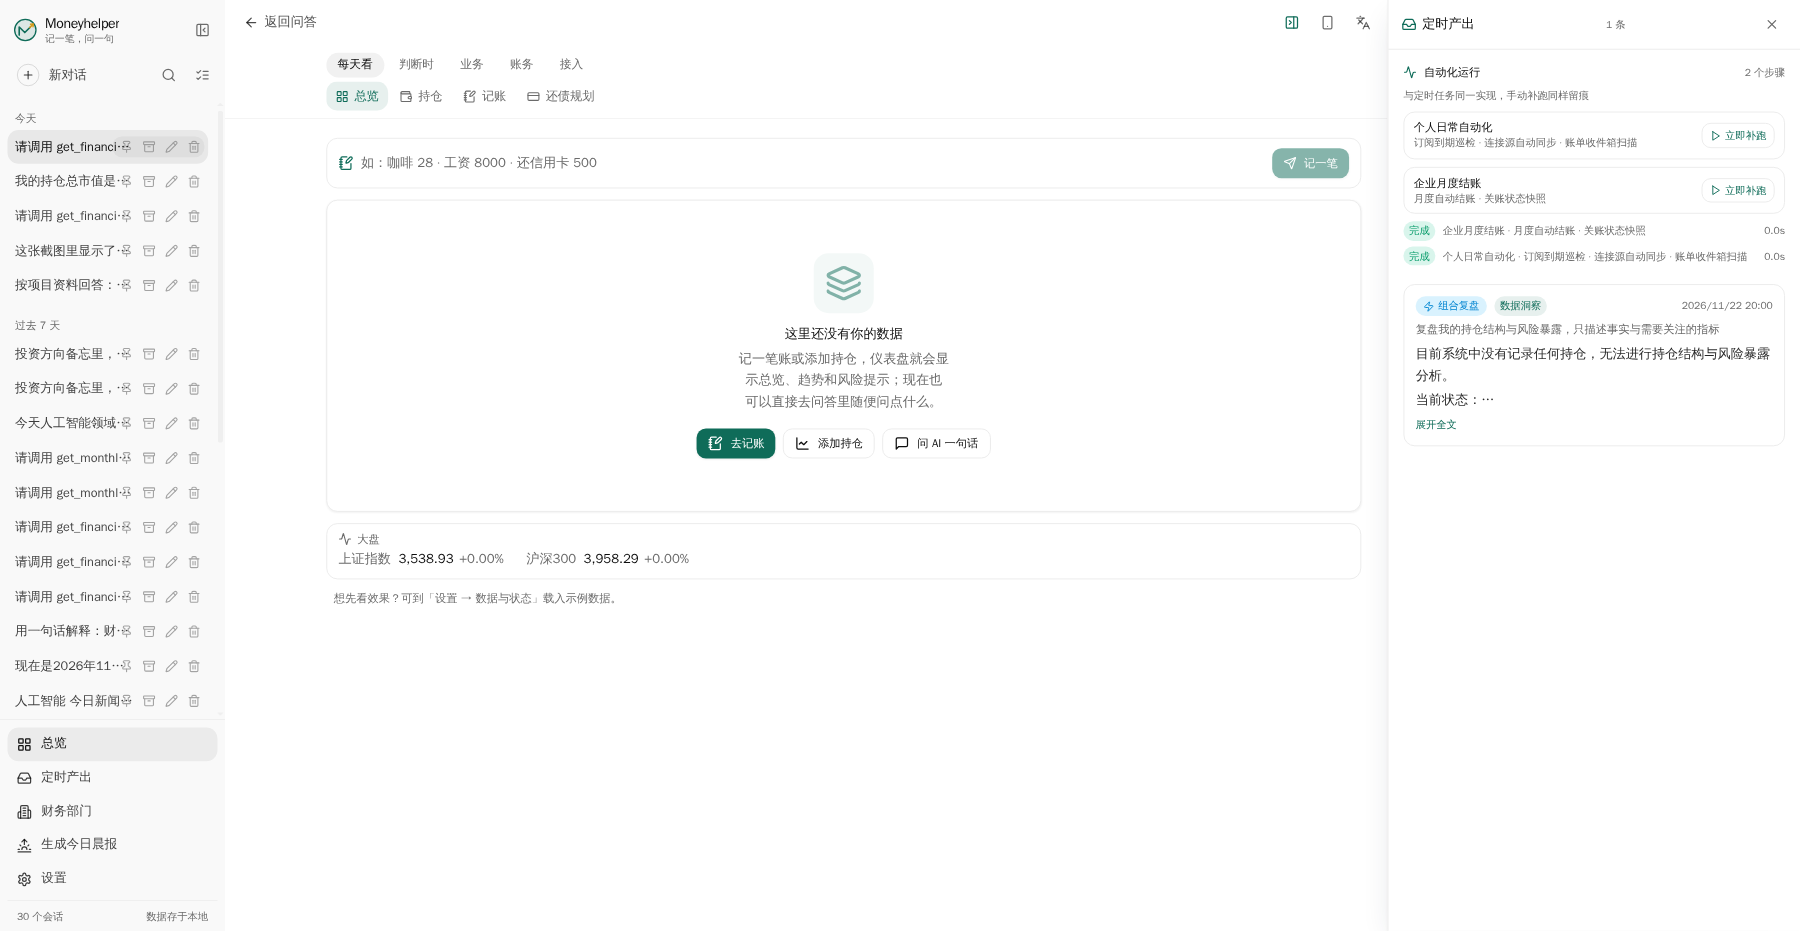 Moneyhelper
记一笔，问一句
新对话
今天
请调用 get_financi…
我的持仓总市值是…
请调用 get_financi…
这张截图里显示了…
按项目资料回答：…
过去 7 天
投资方向备忘里，…
投资方向备忘里，…
今天人工智能领域…
请调用 get_monthl…
请调用 get_monthl…
请调用 get_financi…
请调用 get_financi…
请调用 get_financi…
用一句话解释：财…
现在是2026年11…
人工智能 今日新闻…
总览
定时产出
财务部门
生成今日晨报
设置
30 个会话 数据存于本地
返回问答
每天看 判断时 业务 账务 接入
总览 持仓 记账 还债规划
如：咖啡 28 · 工资 8000 · 还信用卡 500 记一笔
这里还没有你的数据
记一笔账或添加持仓，仪表盘就会显
示总览、趋势和风险提示；现在也
可以直接去问答里随便问点什么。
去记账 添加持仓 问 AI 一句话
大盘
上证指数 3,538.93 +0.00% 沪深300 3,958.29 +0.00%
想先看效果？可到「设置 → 数据与状态」载入示例数据。
定时产出 1 条
自动化运行 2 个步骤
与定时任务同一实现，手动补跑同样留痕
个人日常自动化
订阅到期巡检 · 连接源自动同步 · 账单收件箱扫描
立即补跑
企业月度结账
月度自动结账 · 关账状态快照
立即补跑
完成 企业月度结账 · 月度自动结账 · 关账状态快照 0.0s
完成 个人日常自动化 · 订阅到期巡检 · 连接源自动同步 · 账单收件箱扫描 0.0s
组合复盘 数据洞察 2026/11/22 20:00
复盘我的持仓结构与风险暴露，只描述事实与需要关注的指标
目前系统中没有记录任何持仓，无法进行持仓结构与风险暴露
分析。
当前状态：…
展开全文